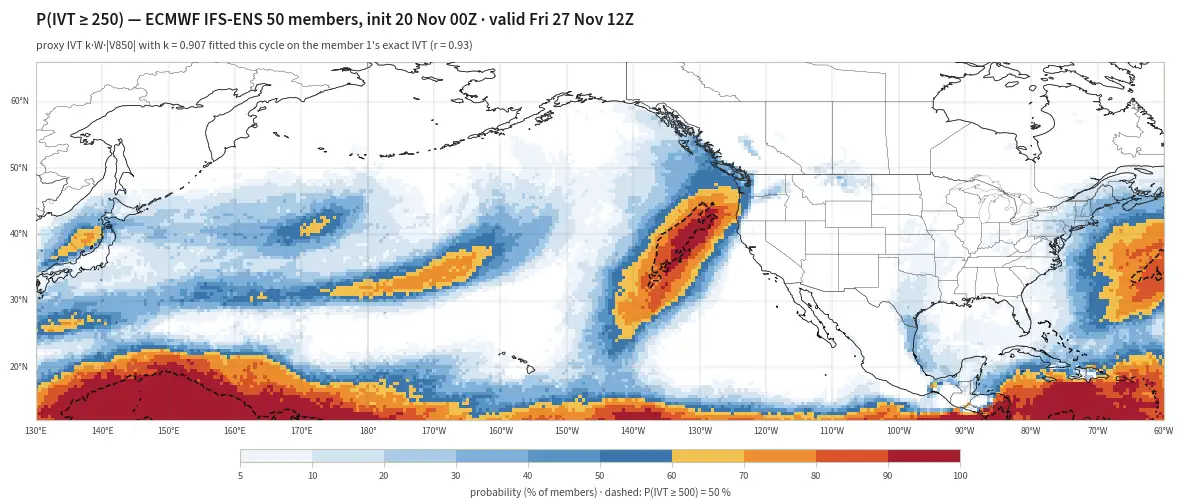 P(IVT ≥ 250) — ECMWF IFS-ENS 50 members, init 20 Nov 00Z · valid Fri 27 Nov 12Z
proxy IVT k·W·|V850| with k = 0.907 fitted this cycle on the member 1's exact IVT (r = 0.93)
60°N
50°N
40°N
30°N
20°N
130°E 140°E 150°E 160°E 170°E 180° 170°W 160°W 150°W 140°W 130°W 120°W 110°W 100°W 90°W 80°W 70°W 60°W
5 10 20 30 40 50 60 70 80 90 100
probability (% of members) · dashed: P(IVT ≥ 500) = 50 %